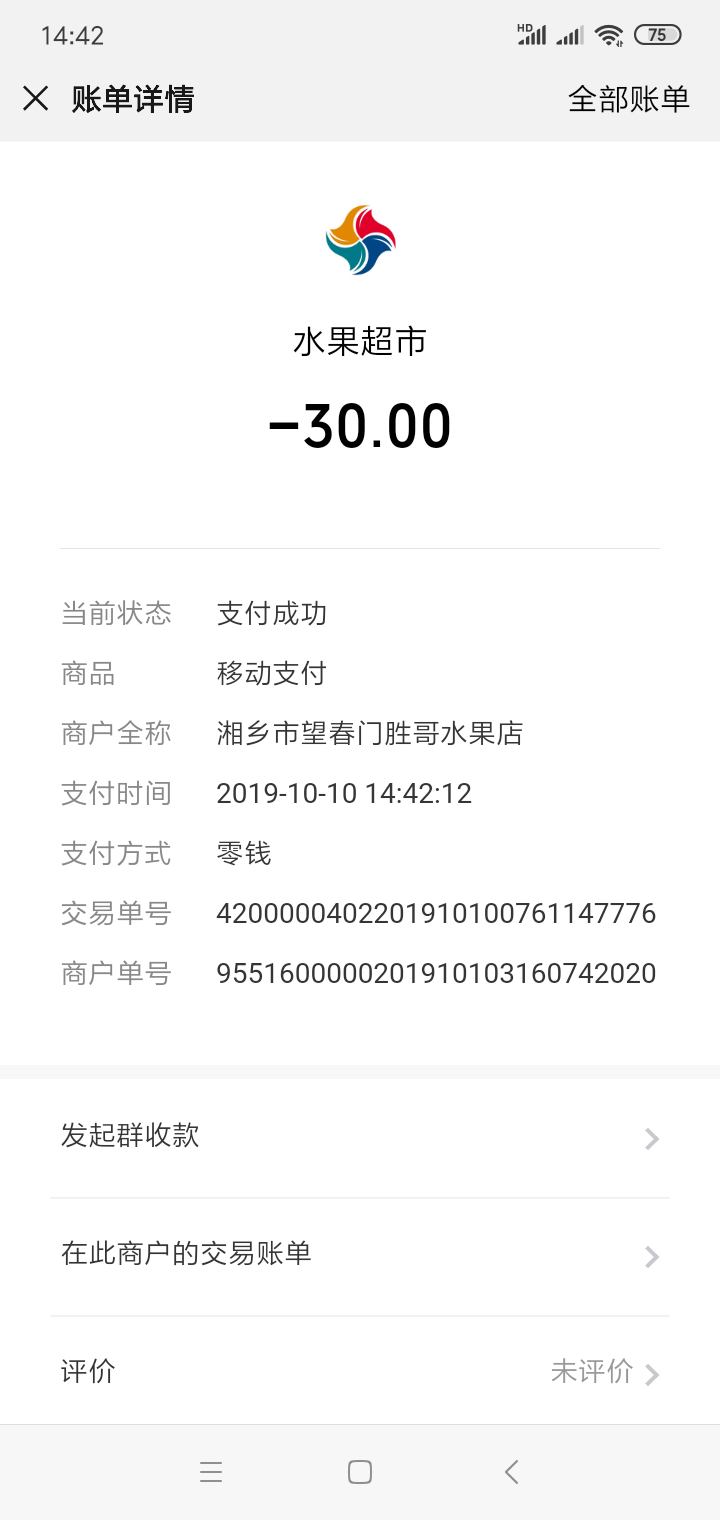 14:42
HD
75
账单详情 全部账单
水果超市
-30.00
当前状态 支付成功
商品 移动支付
商户全称 湘乡市望春门胜哥水果店
支付时间 2019-10-10 14:42:12
支付方式 零钱
交易单号 4200000402201910100761147776
商户单号 9551600000201910103160742020
发起群收款
在此商户的交易账单
评价 未评价